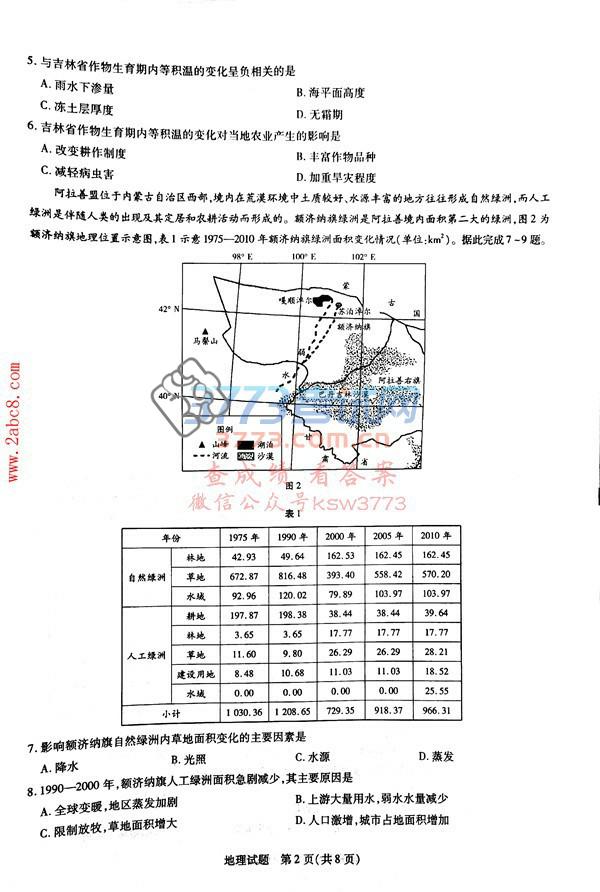 5. 与吉林省作物生育期内等积温的变化呈负相关的是
A. 雨水下渗量 B. 海平面高度
C. 冻土层厚度 D. 无霜期
6. 吉林省作物生育期内等积温的变化对当地农业产生的影响是
A. 改变耕作制度 B. 丰富作物品种
C. 减轻病虫害 D. 加重旱灾程度
阿拉善盟位于内蒙古自治区西部,境内在荒漠环境中土质较好、水源丰富的地方往往形成自然绿洲,而人工
绿洲是伴随人类的出现及其定居和农耕活动而形成的。额济纳旗绿洲是阿拉善境内面积第二大的绿洲,图2为
额济纳旗地理位置示意图,表1示意1975—2010年额济纳旗绿洲面积变化情况(单位:km²)。据此完成7~9题。
98° E 100° E 102° E
蒙
嘎顺淖尔
古
42° N
苏泊淖尔
国
额济纳旗
马鬃山
弱
水
阿拉善右旗
40° N
巴丹吉林沙漠
图例
甘
山峰 湖泊
肃
省
河流 沙漠
3773考试网
www.3773.com.cn
查成绩 看答案
微信公众号ksw3773
www.2abc8.com
图2
表1
年份 1975年 1990年 2000年 2005年 2010年
自然绿洲
林地 42.93 49.64 162.53 162.45 162.45
草地 672.87 816.48 393.40 558.42 570.20
水域 92.96 120.02 79.89 103.97 103.97
人工绿洲
耕地 197.87 198.38 38.44 38.44 39.64
林地 3.65 3.65 17.77 17.77 17.77
草地 11.60 9.80 26.29 26.29 28.21
建设用地 8.48 10.68 11.03 11.03 18.52
水域 0.00 0.00 0.00 0.00 25.55
小计 1 030.36 1 208.65 729.35 918.37 966.31
7. 影响额济纳旗自然绿洲内草地面积变化的主要因素是
A. 降水 B. 光照 C. 水源 D. 蒸发
8. 1990—2000年,额济纳旗人工绿洲面积急剧减少,其主要原因是
A. 全球变暖,地区蒸发加剧 B. 上游大量用水,弱水水量减少
C. 限制放牧,草地面积增大 D. 人口激增,城市占地面积增加
地理试题 第2页(共8页)